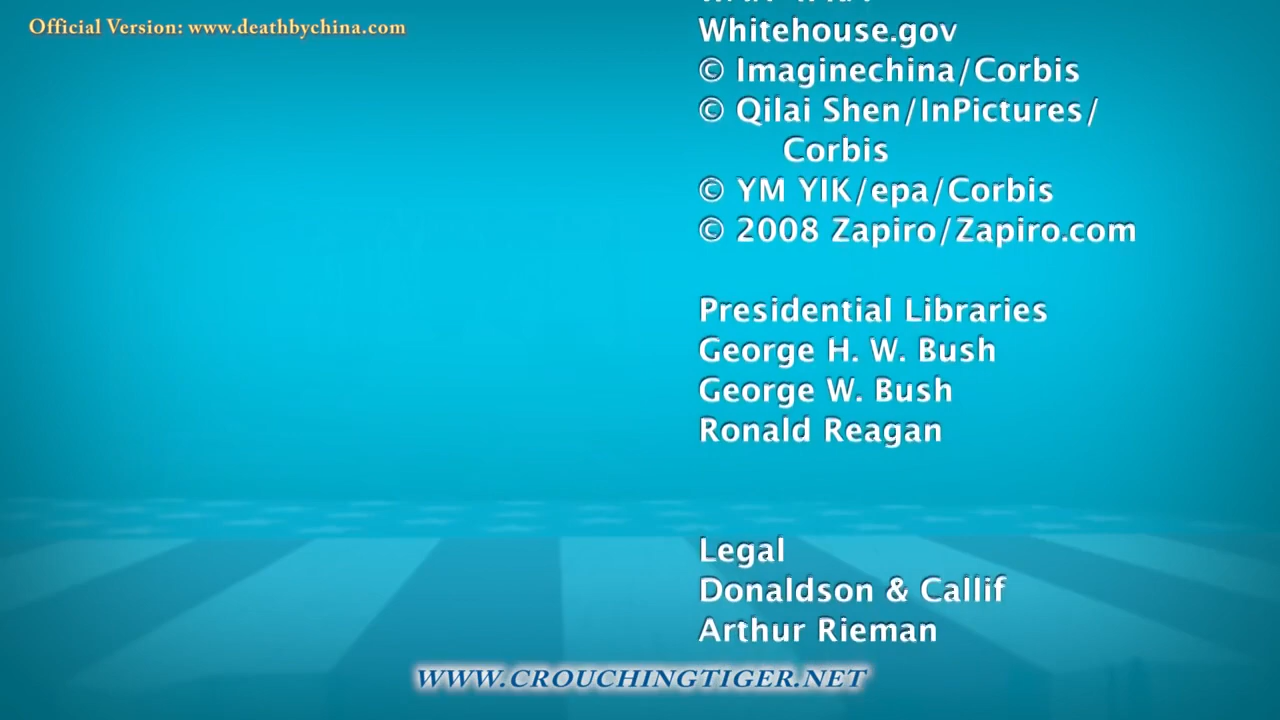 Official Version: www.deathbychina.com
Whitehouse.gov
© Imaginechina/Corbis
© Qilai Shen/InPictures/
Corbis
© YM YIK/epa/Corbis
© 2008 Zapiro/Zapiro.com
Presidential Libraries
George H. W. Bush
George W. Bush
Ronald Reagan
Legal
Donaldson & Callif
Arthur Rieman
WWW.CROUCHINGTIGER.NET